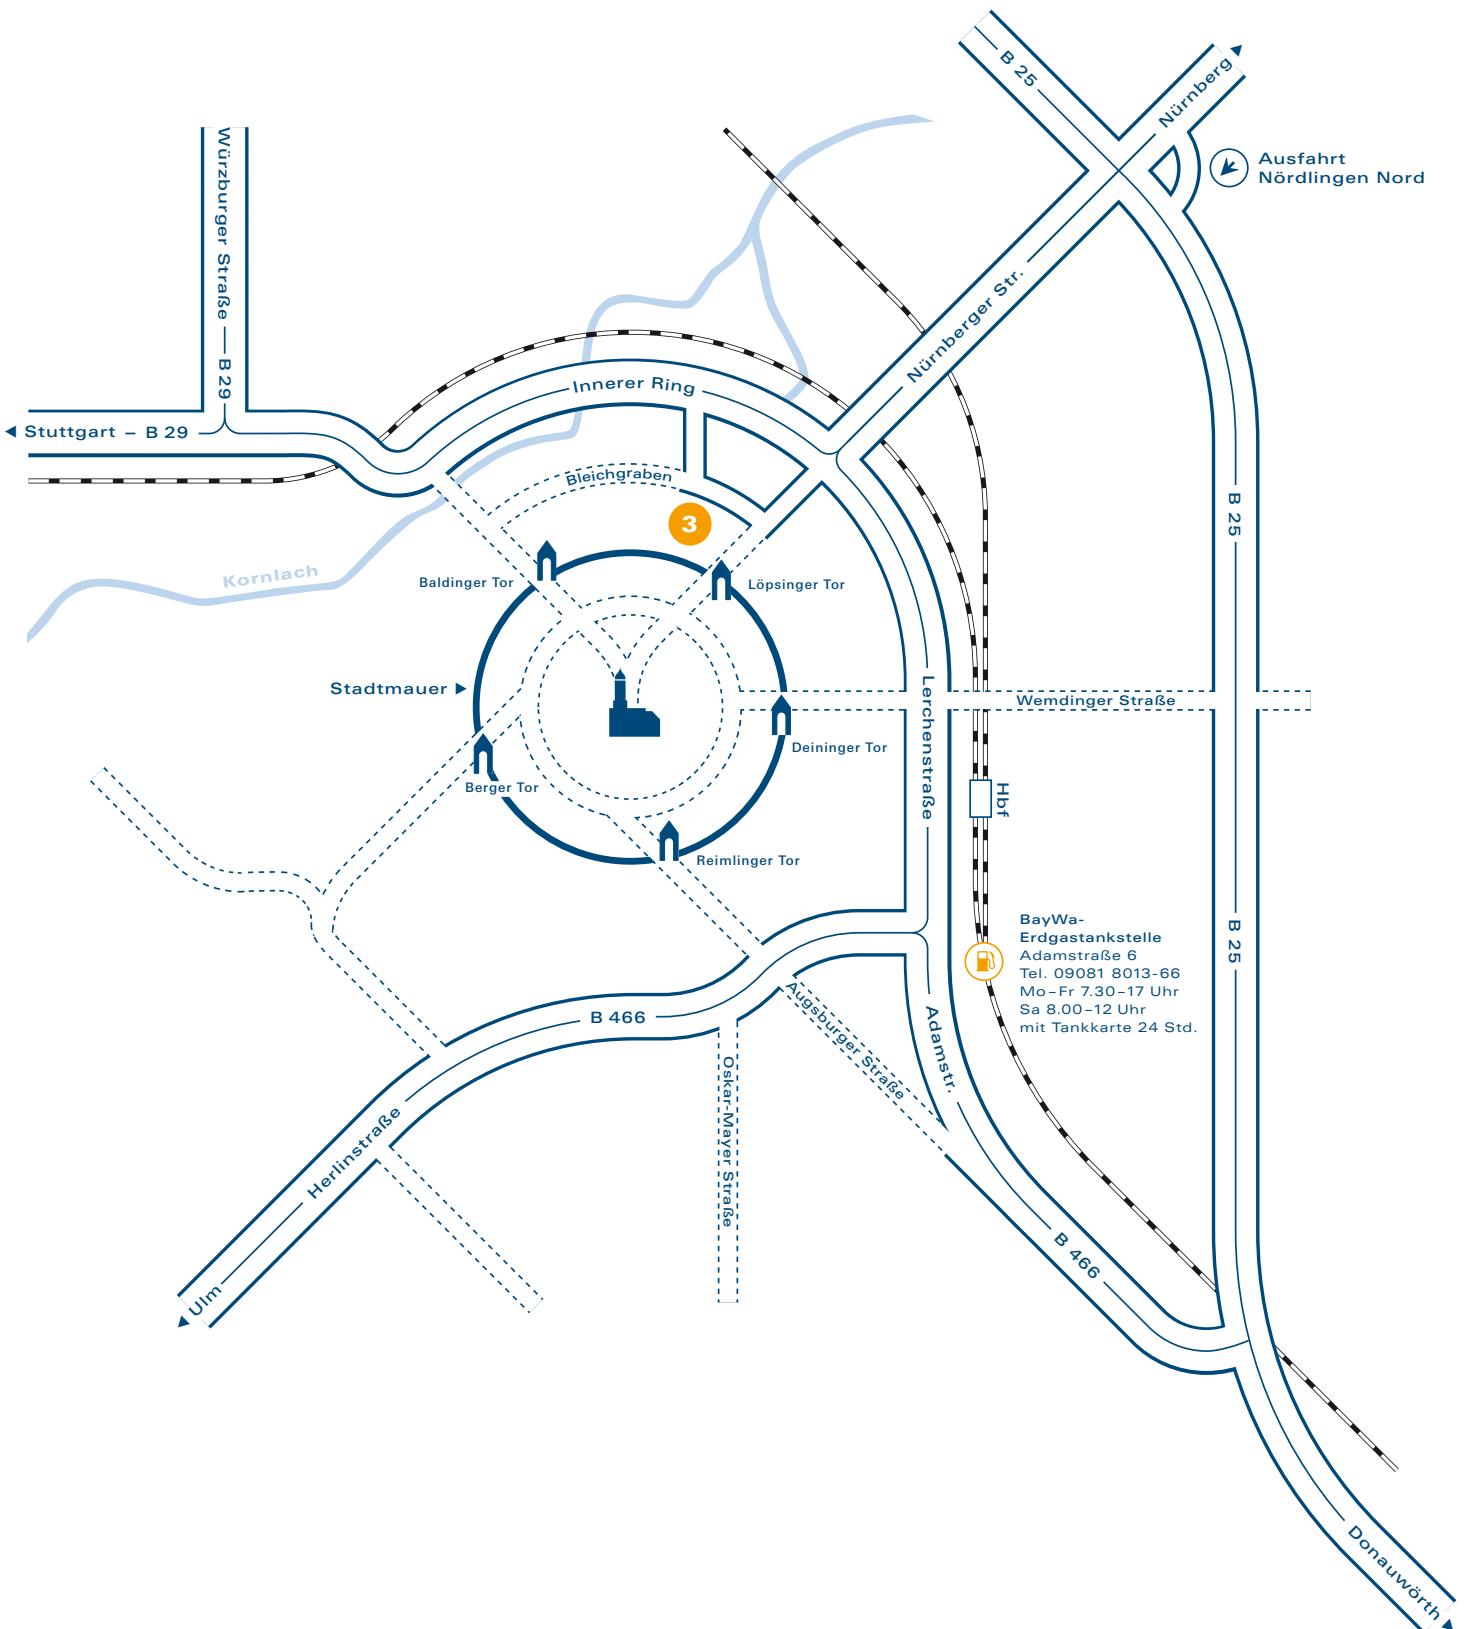 B 25
Nürnberg
Ausfahrt
Nördlingen Nord
Würzburger Straße
B 29
Nürnberger Str.
Innerer Ring
Stuttgart – B 29
Bleichgraben
3
B 25
Kornlach
Baldinger Tor
Löpsinger Tor
Stadtmauer
Lerchenstraße
Wemdinger Straße
Deininger Tor
Berger Tor
Hbf
Reimlinger Tor
B 25
BayWa-
Erdgastankstelle
Adamstraße 6
Tel. 09081 8013-66
Mo–Fr 7.30–17 Uhr
Sa 8.00–12 Uhr
mit Tankkarte 24 Std.
B 466
Augsburger Straße
Adamstr.
Oskar-Mayer Straße
Herlinstraße
B 466
Ulm
Donauwörth